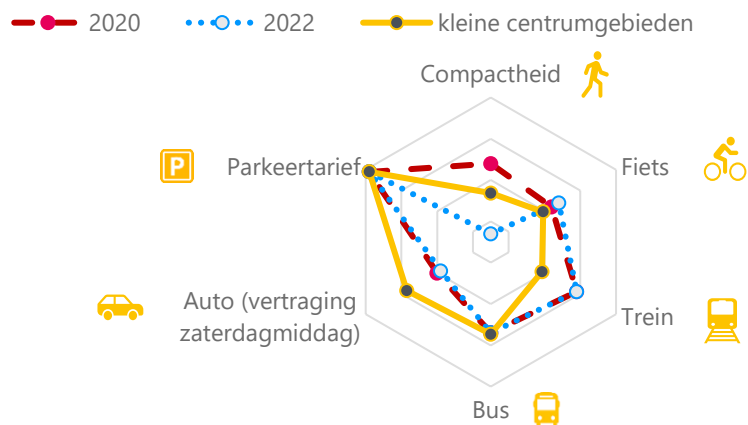 2020 2022 kleine centrumgebieden
Compactheid
P Parkeertarief Fiets
Auto (vertraging
zaterdagmiddag)
Trein
Bus